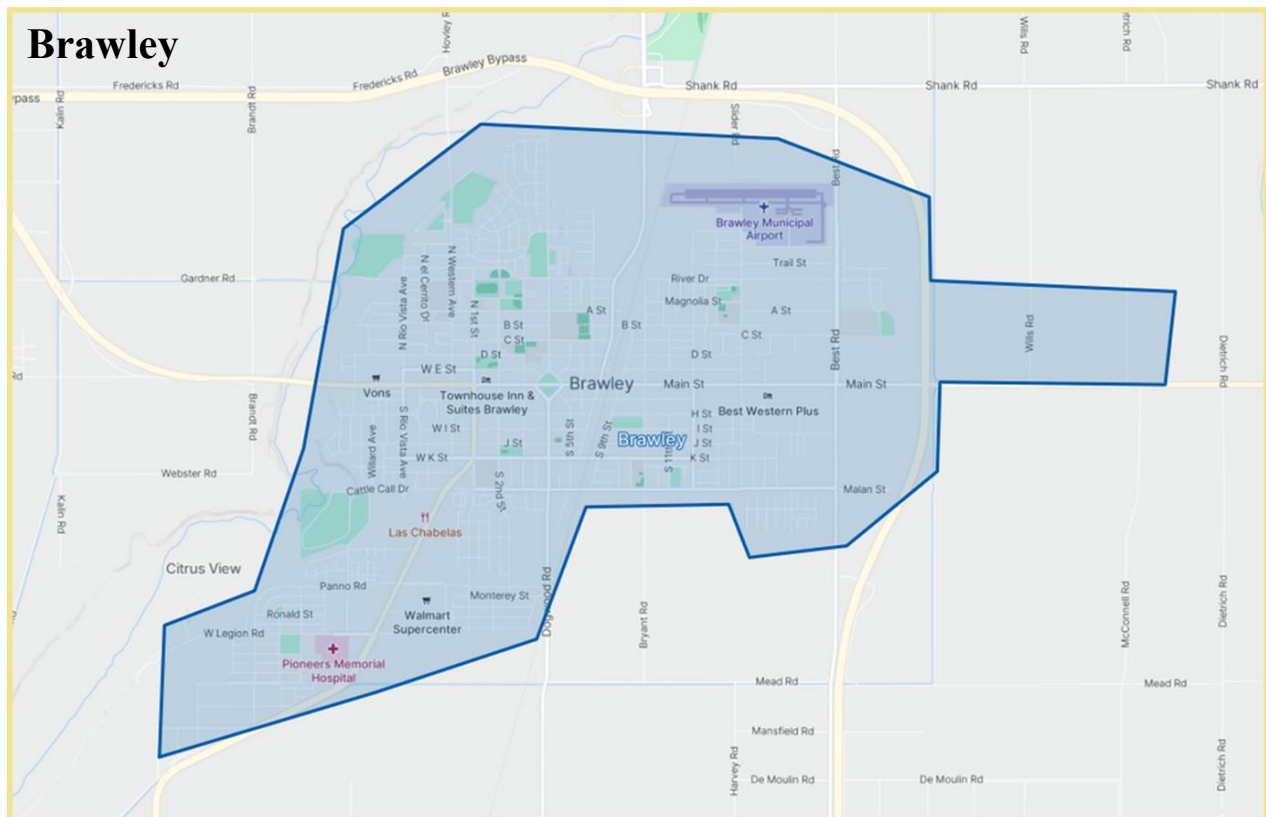 Brawley
Hovley R
Wills Rd
trich Rd
Fredericks Rd
Fredericks Rd
Brawley Bypass
Shank Rd
Shank Rd
Shank Rd
pass
Kalin Rd
Brandt Rd
Slider Rd
Best Rd
Brawley Municipal
Airport
Trail St
Gardner Rd
N Rio Vista Ave
N el Cerrito Dr
N Western Ave
N 1st St
River Dr
Magnolia St
A St
B St
A St
B St
C St
C St
D St
D St
Best Rd
Wills Rd
Dietrich Rd
W E St
Rd
Vons
Townhouse Inn &
Suites Brawley
Brawley
Main St
Main St
Best Western Plus
Brandt Rd
Willard Ave
S Rio Vista Ave
W I St
J St
W K St
S 5th St
S 9th St
Brawley
S 11th
H St
I St
J St
K St
Webster Rd
Kalin Rd
Cattle Call Dr
S 2nd St
Malan St
Las Chabelas
Citrus View
Panno Rd
Monterey St
Dogwood Rd
Bryant Rd
McConnell Rd
Dietrich Rd
Ronald St
W Legion Rd
Walmart
Supercenter
Pioneers Memorial
Hospital
Mead Rd
Mead Rd
Mansfield Rd
Harvey Rd
De Moulin Rd
De Moulin Rd
Dietrich Rd